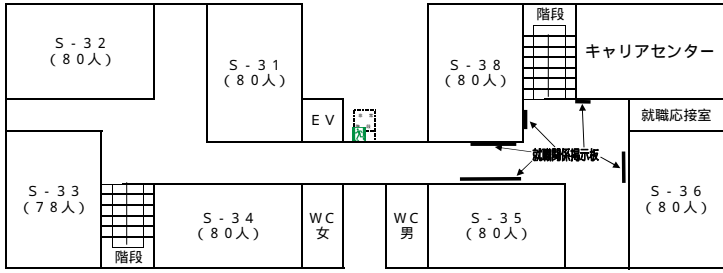 階段
Ｓ－３２
（８０人）
Ｓ－３１
（８０人）
Ｓ－３８
（８０人）
キャリアセンター
ＥＶ
就職応接室
就職関係掲示板
Ｓ－３３
（７８人）
Ｓ－３４
（８０人）
ＷＣ
女
ＷＣ
男
Ｓ－３５
（８０人）
Ｓ－３６
（８０人）
階段